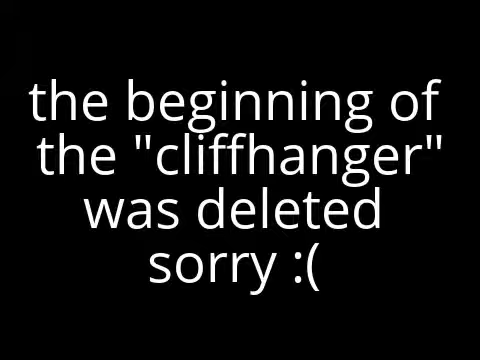 the beginning of
the "cliffhanger"
was deleted
sorry :(